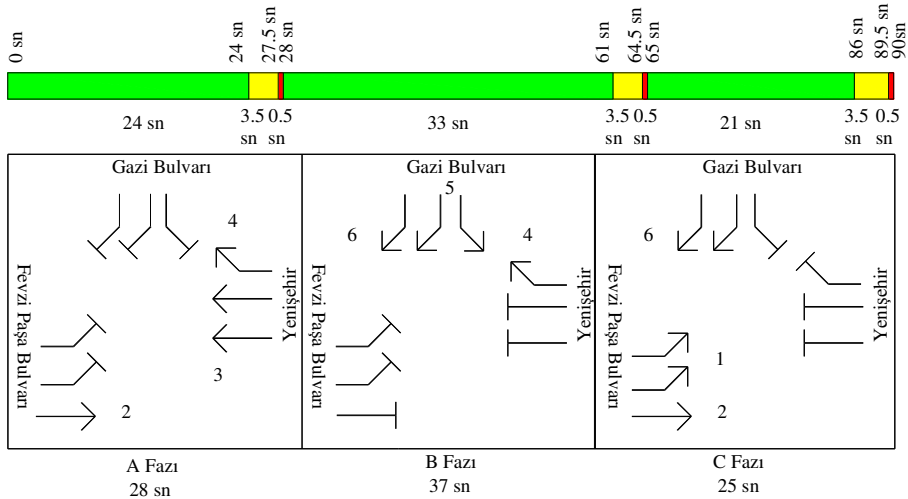 0 sn
24 sn
27.5 sn
28 sn
61 sn
64.5 sn
65 sn
86 sn
89.5 sn
90sn
24 sn
3.5 sn
0.5 sn
33 sn
3.5 sn
0.5 sn
21 sn
3.5 sn
0.5 sn
Gazi Bulvarı
4
Fevzi Paşa Bulvarı
Yenişehir
3
2
A Fazı
28 sn
Gazi Bulvarı
5
6
4
Fevzi Paşa Bulvarı
Yenişehir
B Fazı
37 sn
Gazi Bulvarı
6
Fevzi Paşa Bulvarı
Yenişehir
1
2
C Fazı
25 sn